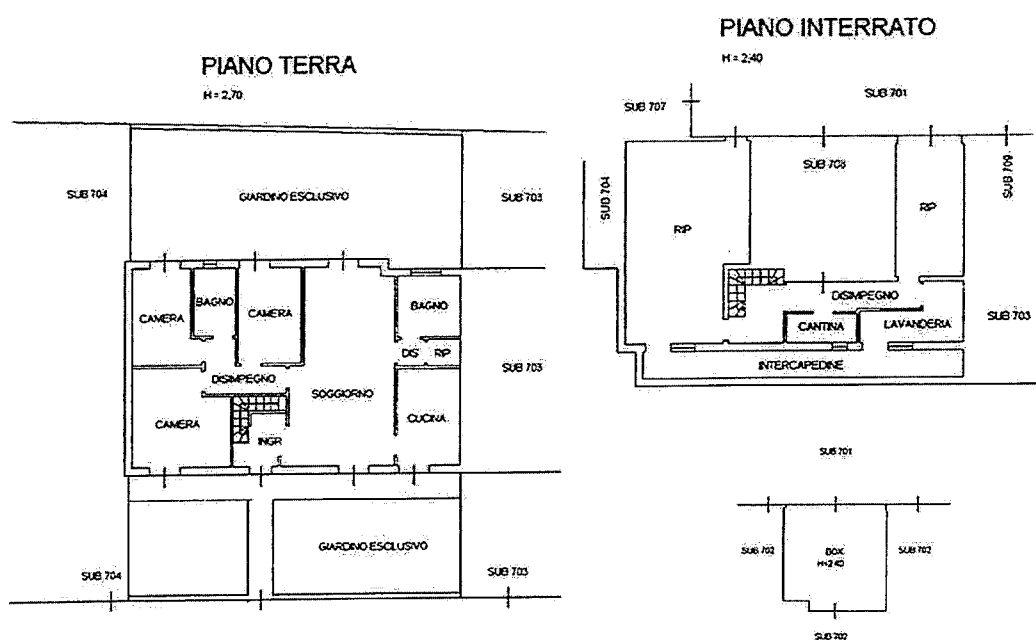 PIANO TERRA
H = 2,70
SUB 704
GIARDINO ESCLUSIVO
SUB 703
BAGNO
CAMERA
CAMERA
BAGNO
DIS
RIP
DISIMPEGNO
SOGGIORNO
SUB 703
CAMERA
CUCINA
INGR
GIARDINO ESCLUSIVO
SUB 704
SUB 703
PIANO INTERRATO
H = 2,40
SUB 707
SUB 701
SUB 704
SUB 708
SUB 709
RIP
RIP
DISIMPEGNO
CANTINA
LAVANDERIA
SUB 703
INTERCAPEDINE
SUB 701
SUB 702
BOX
H=2,40
SUB 702
SUB 702